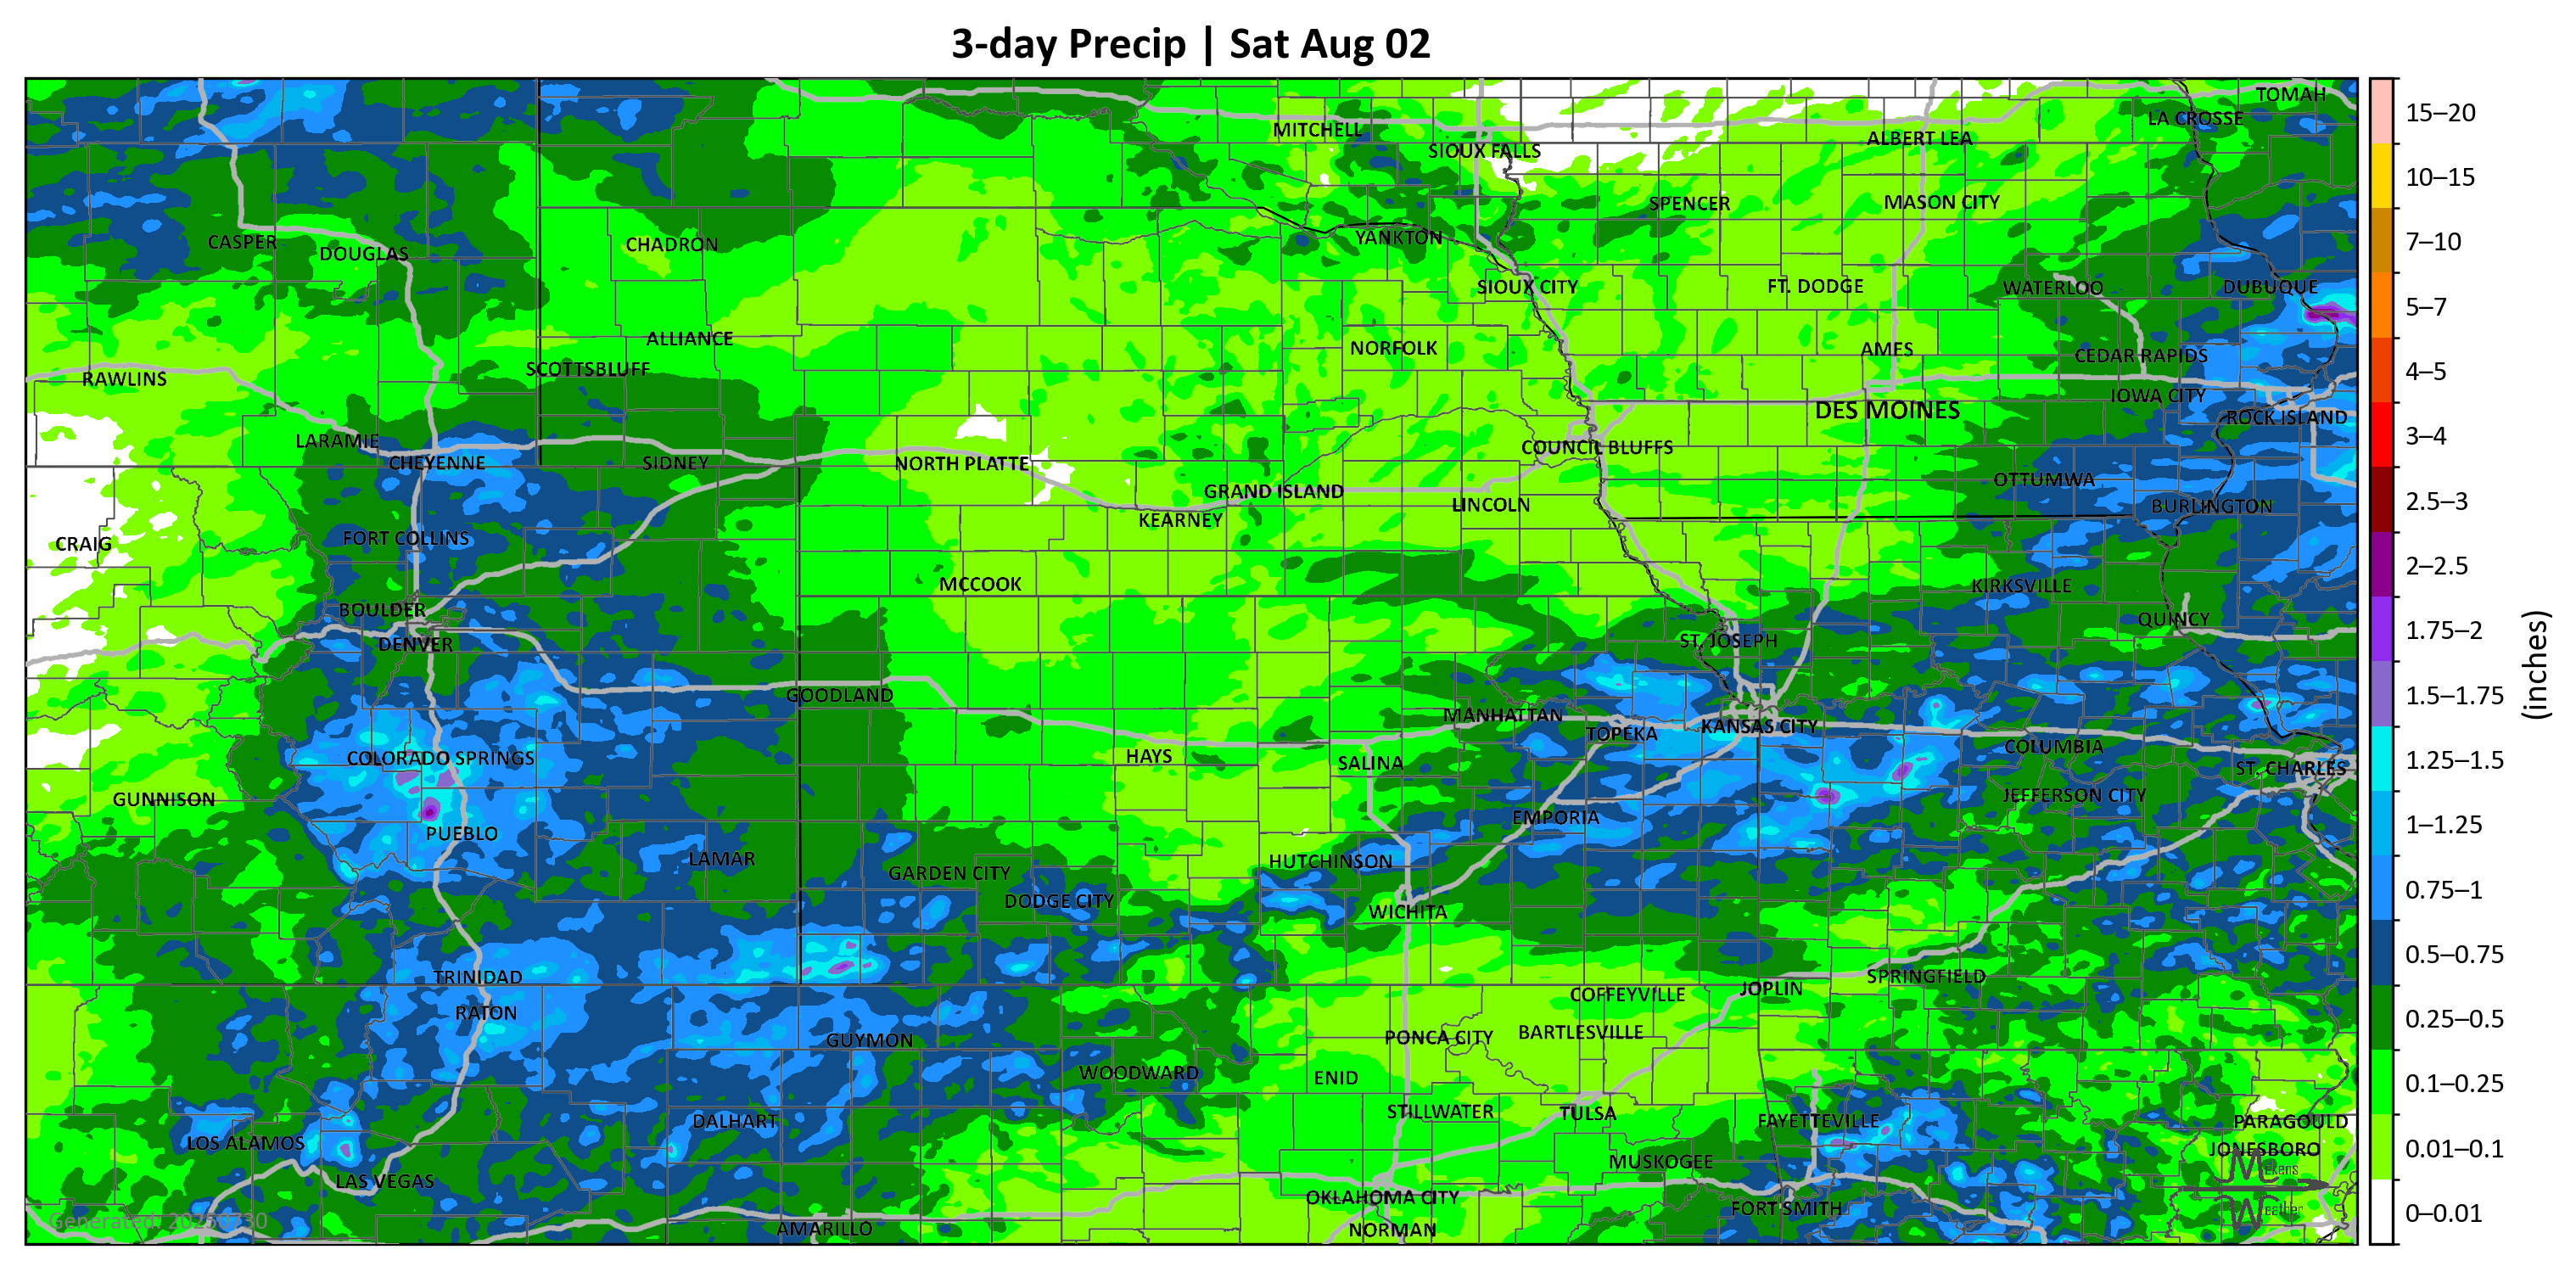 3-day Precip | Sat Aug 02
TOMAH
LA CROSSE
MITCHELL
ALBERT LEA
SIOUX FALLS
SPENCER
MASON CITY
YANKTON
CASPER
CHADRON
DOUGLAS
SIOUX CITY
FT. DODGE
WATERLOO
DUBUQUE
ALLIANCE
NORFOLK
AMES
CEDAR RAPIDS
SCOTTSBLUFF
RAWLINS
IOWA CITY
DES MOINES
ROCK ISLAND
LARAMIE
COUNCIL BLUFFS
CHEYENNE
SIDNEY
NORTH PLATTE
OTTUMWA
GRAND ISLAND
LINCOLN
BURLINGTON
KEARNEY
FORT COLLINS
CRAIG
MCCOOK
KIRKSVILLE
BOULDER
QUINCY
DENVER
ST. JOSEPH
GOODLAND
MANHATTAN
KANSAS CITY
TOPEKA
COLUMBIA
COLORADO SPRINGS
HAYS
SALINA
ST. CHARLES
GUNNISON
JEFFERSON CITY
EMPORIA
PUEBLO
LAMAR
HUTCHINSON
GARDEN CITY
DODGE CITY
WICHITA
TRINIDAD
SPRINGFIELD
JOPLIN
COFFEYVILLE
RATON
BARTLESVILLE
PONCA CITY
GUYMON
WOODWARD
ENID
STILLWATER
TULSA
DALHART
FAYETTEVILLE
PARAGOULD
LOS ALAMOS
JONESBORO
MUSKOGEE
LAS VEGAS
OKLAHOMA CITY
FORT SMITH
AMARILLO
NORMAN
Generated: 20250730
Mckens
Weather
15–20
10–15
7–10
5–7
4–5
3–4
2.5–3
2–2.5
1.75–2
1.5–1.75
1.25–1.5
1–1.25
0.75–1
0.5–0.75
0.25–0.5
0.1–0.25
0.01–0.1
0–0.01
(inches)